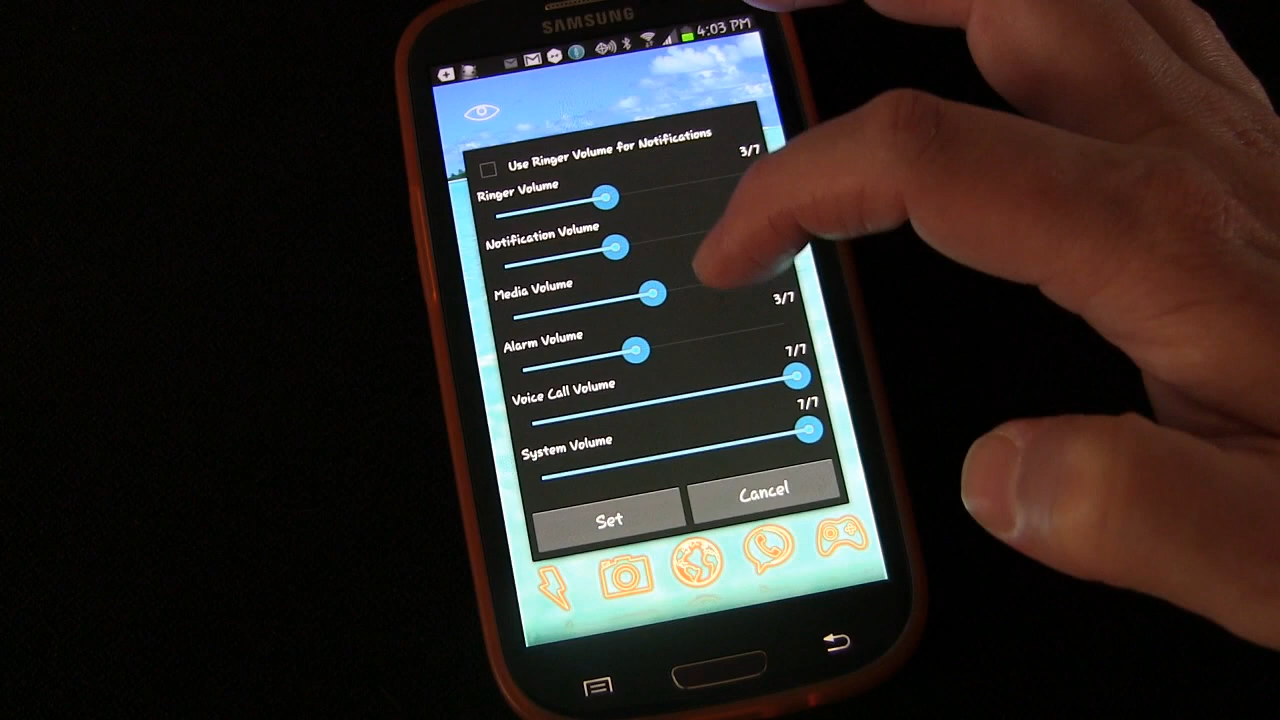 SAMSUNG
4:03 PM
Use Ringer Volume for Notifications
3/7
Ringer Volume
Notification Volume
Media Volume
3/7
Alarm Volume
7/7
Voice Call Volume
7/7
System Volume
Set
Cancel